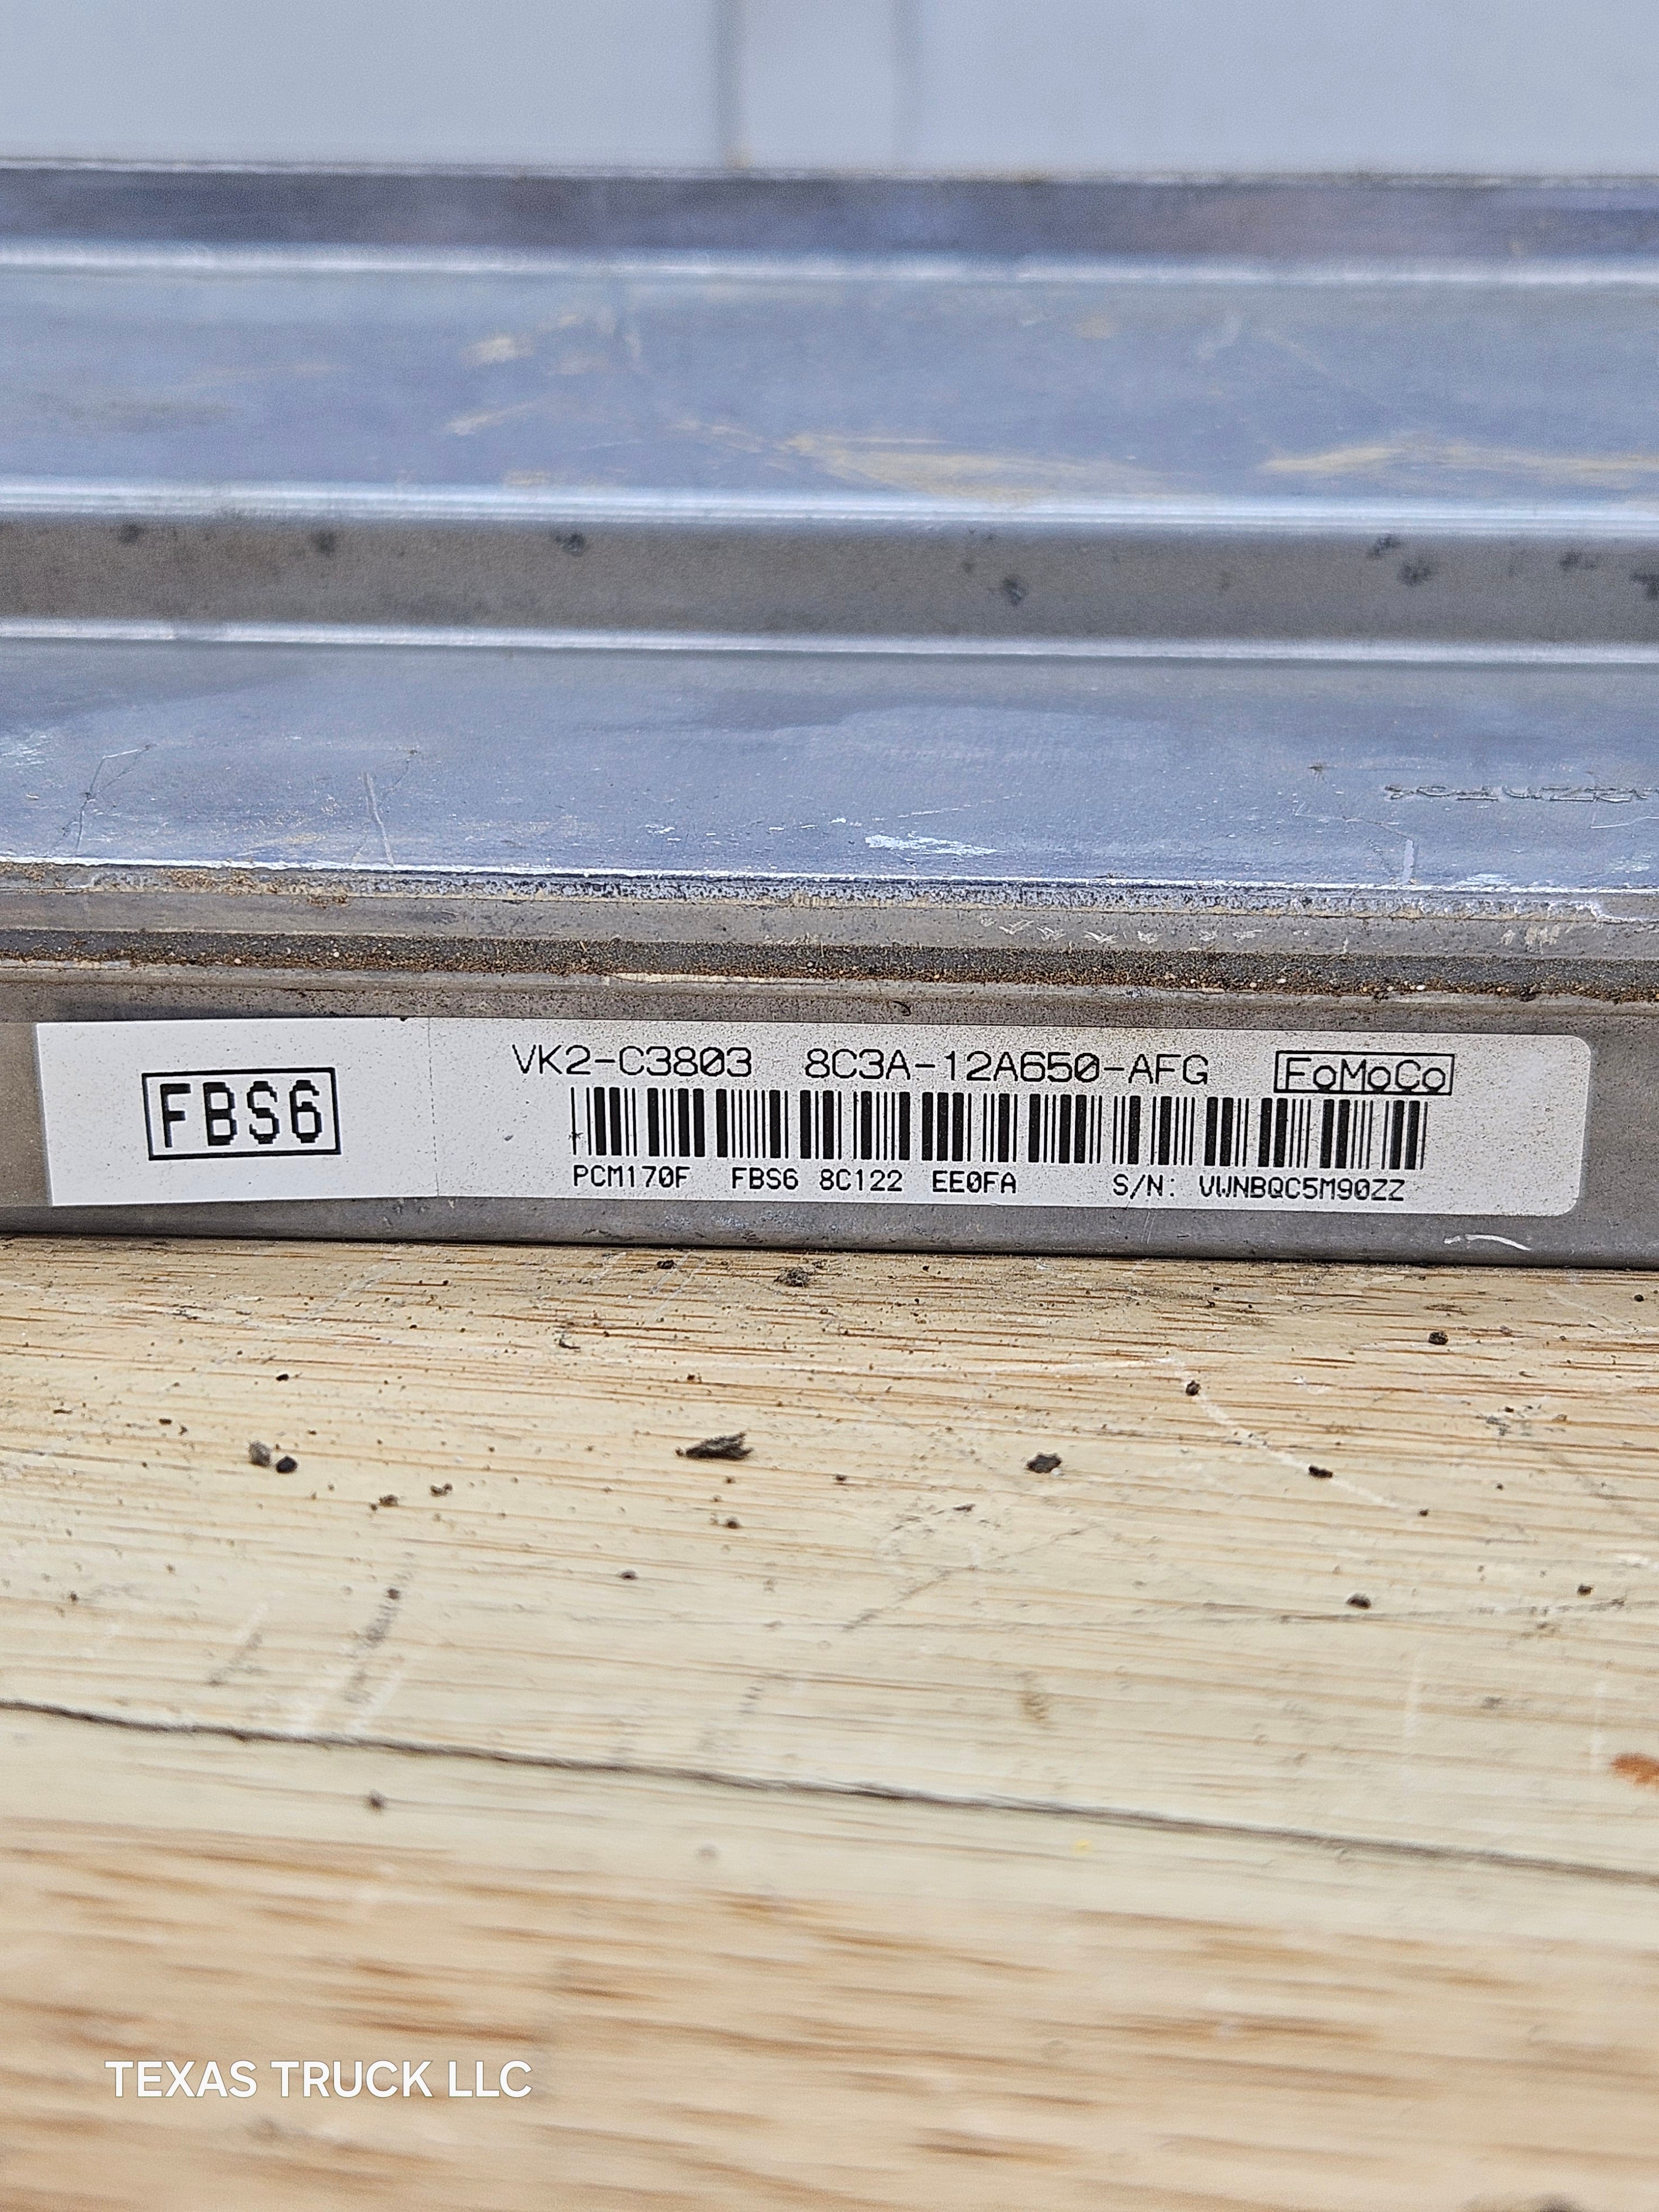 FBS6
VK2-C3803 8C3A-12A650-AFG FoMoCo
PCM170F FBS6 8C122 EE0FA S/N: VWNBQC5M90ZZ
TEXAS TRUCK LLC